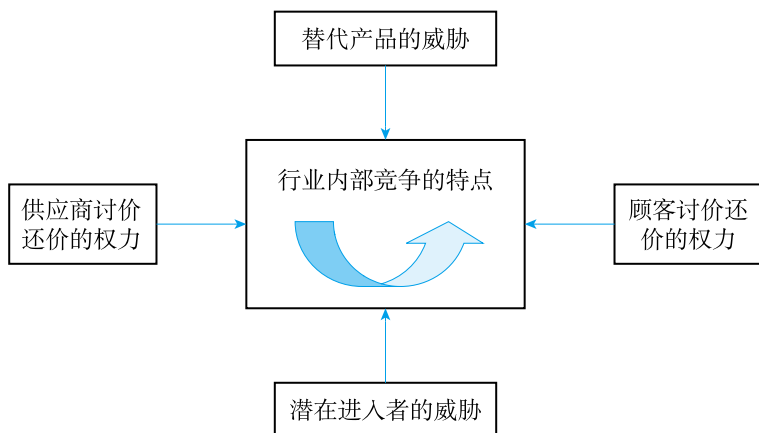 替代产品的威胁
行业内部竞争的特点
供应商讨价
还价的权力
顾客讨价还
价的权力
潜在进入者的威胁